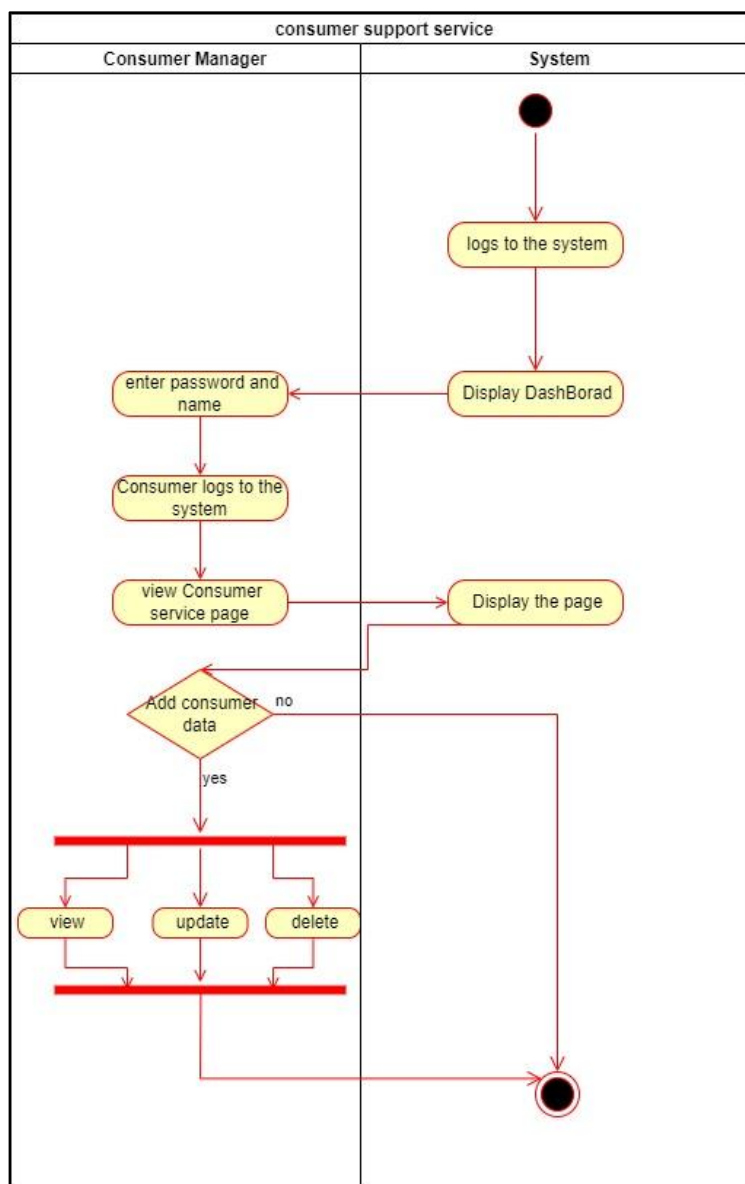 consumer support service
Consumer Manager
System
logs to the system
Display DashBorad
enter password and
name
Consumer logs to the
system
view Consumer
service page
Display the page
Add consumer
data
no
yes
view
update
delete